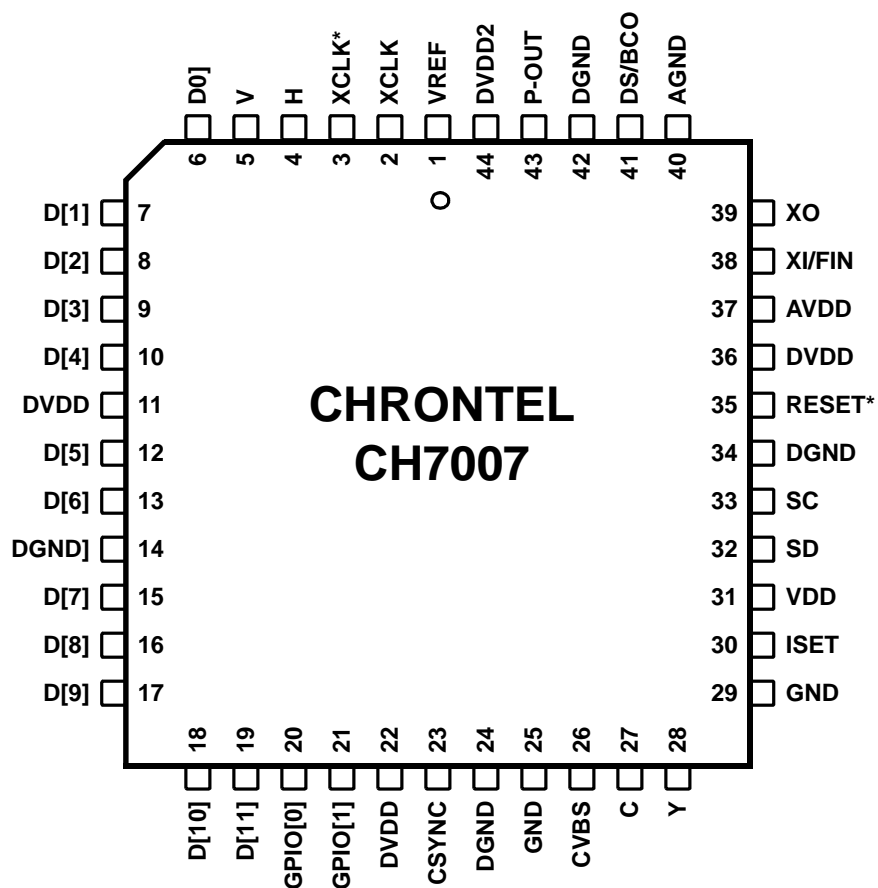 D0]
V
H
XCLK*
XCLK
VREF
DVDD2
P-OUT
DGND
DS/BCO
AGND
6
5
4
3
2
1
44
43
42
41
40
D[1] 7
D[2] 8
D[3] 9
D[4] 10
DVDD 11
D[5] 12
D[6] 13
DGND] 14
D[7] 15
D[8] 16
D[9] 17
CHRONTEL
CH7007
39 XO
38 XI/FIN
37 AVDD
36 DVDD
35 RESET*
34 DGND
33 SC
32 SD
31 VDD
30 ISET
29 GND
18
19
20
21
22
23
24
25
26
27
28
D[10]
D[11]
GPIO[0]
GPIO[1]
DVDD
CSYNC
DGND
GND
CVBS
C
Y